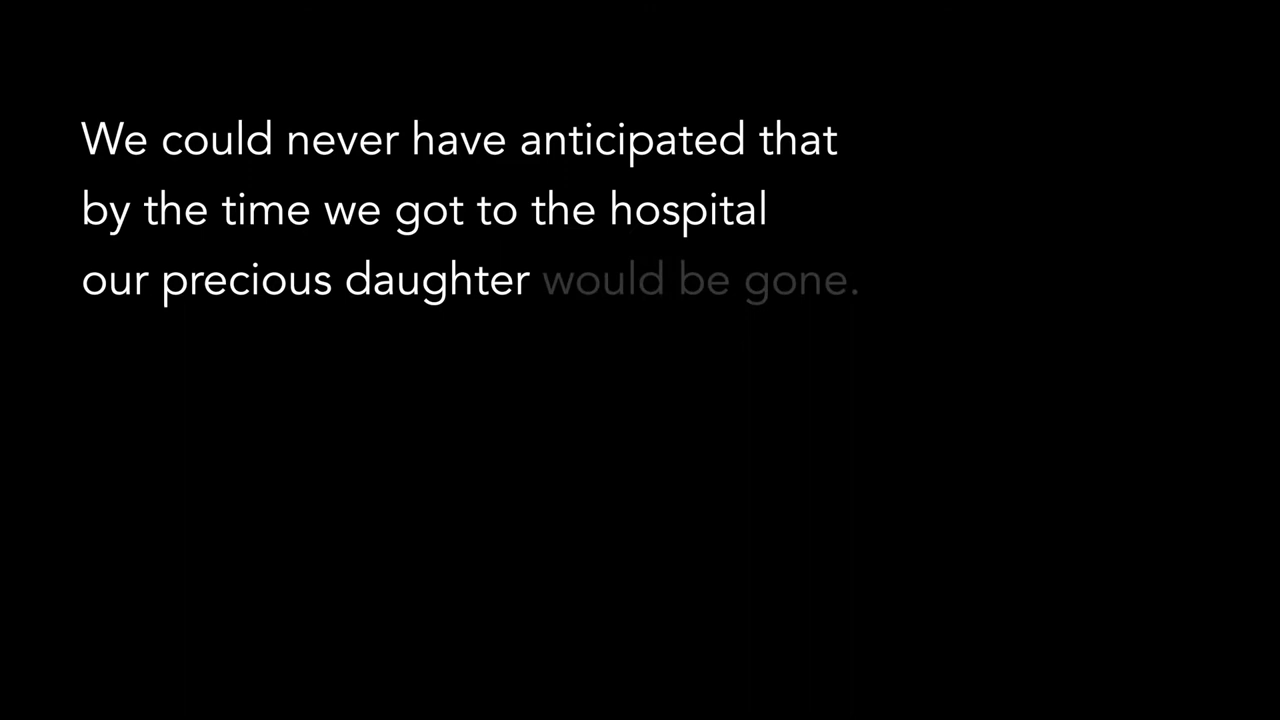 We could never have anticipated that
by the time we got to the hospital
our precious daughter would be gone.